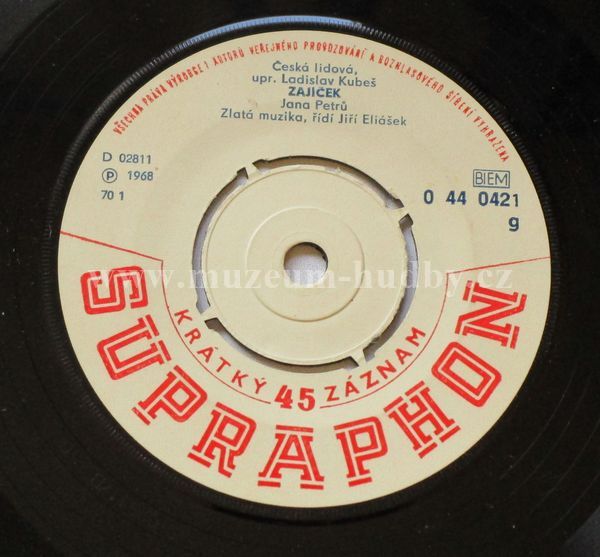 VŠECHNA PRÁVA VÝROBCE I AUTORŮ VEŘEJNÉHO PROVOZOVÁNÍ A ROZHLASOVÉHO ŠÍŘENÍ VYHRAZENA
Česká lidová,
upr. Ladislav Kubeš
ZAJÍČEK
Jana Petrů
Zlatá muzika, řídí Jiří Eliášek
D 02811
Ⓟ 1968
70 1
BIEM
0 44 0421
g
www.muzeum-hudby.cz
KRÁTKÝ 45 ZÁZNAM
SUPRAPHON